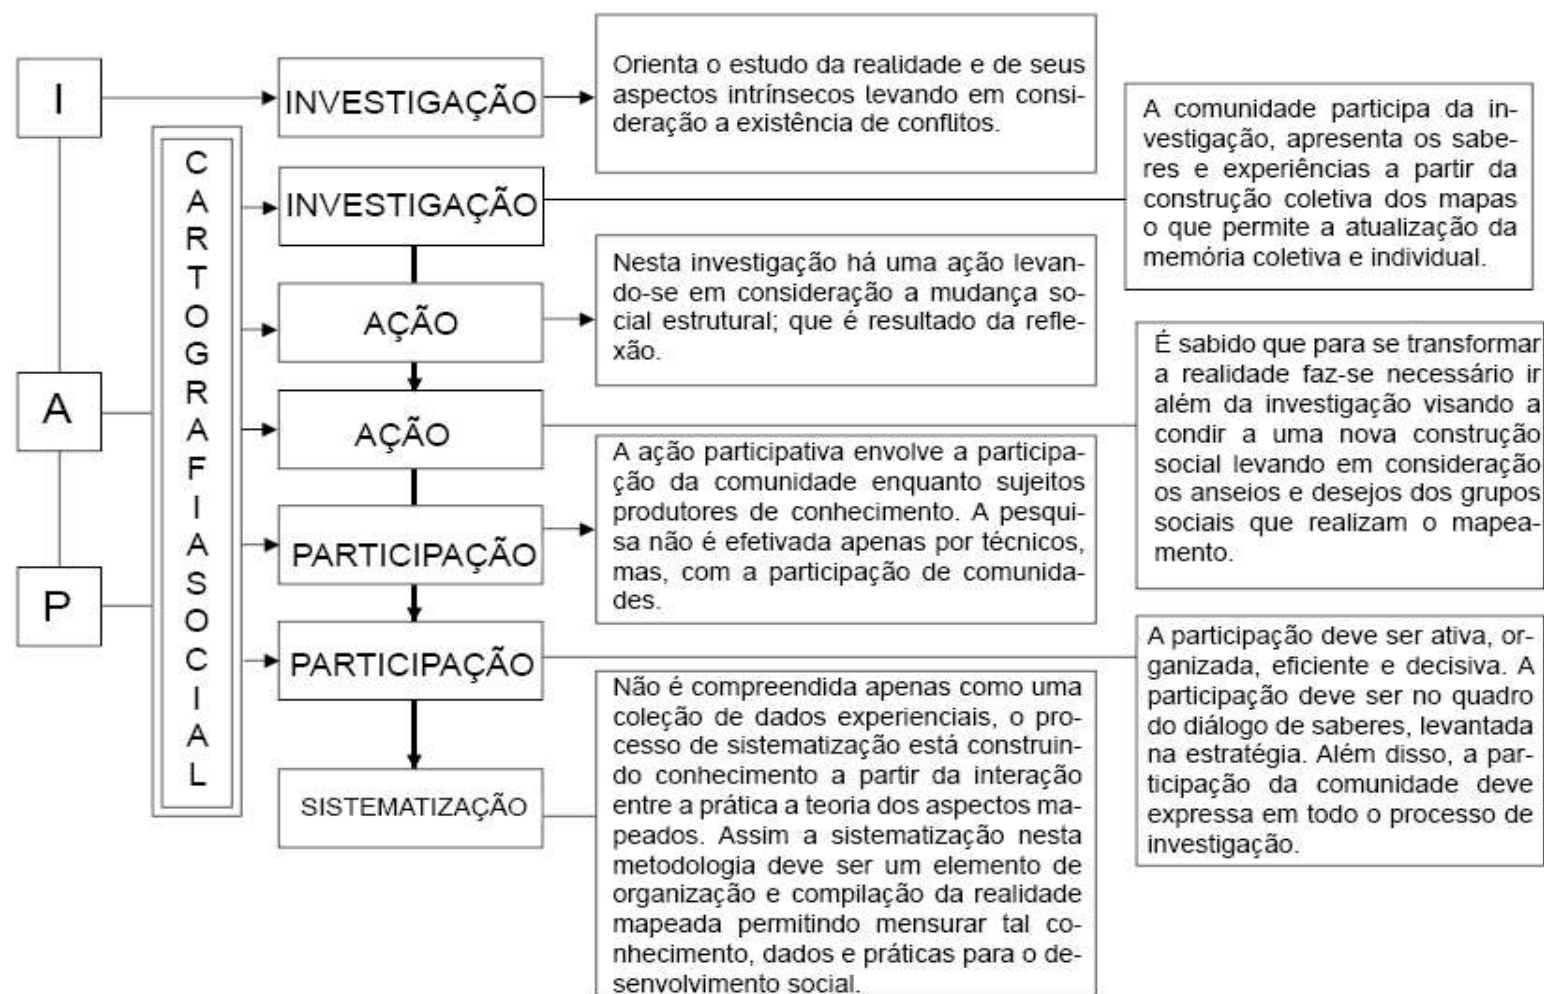 I
A
P
CARTOGRAFIA SOCIAL
INVESTIGAÇÃO
Orienta o estudo da realidade e de seus
aspectos intrínsecos levando em consi-
deração a existência de conflitos.
INVESTIGAÇÃO
A comunidade participa da in-
vestigação, apresenta os sabe-
res e experiências a partir da
construção coletiva dos mapas
o que permite a atualização da
memória coletiva e individual.
AÇÃO
Nesta investigação há uma ação levan-
do-se em consideração a mudança so-
cial estrutural; que é resultado da refle-
xão.
AÇÃO
É sabido que para se transformar
a realidade faz-se necessário ir
além da investigação visando a
condir a uma nova construção
social levando em consideração
os anseios e desejos dos grupos
sociais que realizam o mapea-
mento.
PARTICIPAÇÃO
A ação participativa envolve a participa-
ção da comunidade enquanto sujeitos
produtores de conhecimento. A pesqui-
sa não é efetivada apenas por técnicos,
mas, com a participação de comunida-
des.
PARTICIPAÇÃO
A participação deve ser ativa, or-
ganizada, eficiente e decisiva. A
participação deve ser no quadro
do diálogo de saberes, levantada
na estratégia. Além disso, a par-
ticipação da comunidade deve
expressa em todo o processo de
investigação.
SISTEMATIZAÇÃO
Não é compreendida apenas como uma
coleção de dados experienciais, o pro-
cesso de sistematização está construin-
do conhecimento a partir da interação
entre a prática a teoria dos aspectos ma-
peados. Assim a sistematização nesta
metodologia deve ser um elemento de
organização e compilação da realidade
mapeada permitindo mensurar tal co-
nhecimento, dados e práticas para o de-
senvolvimento social.